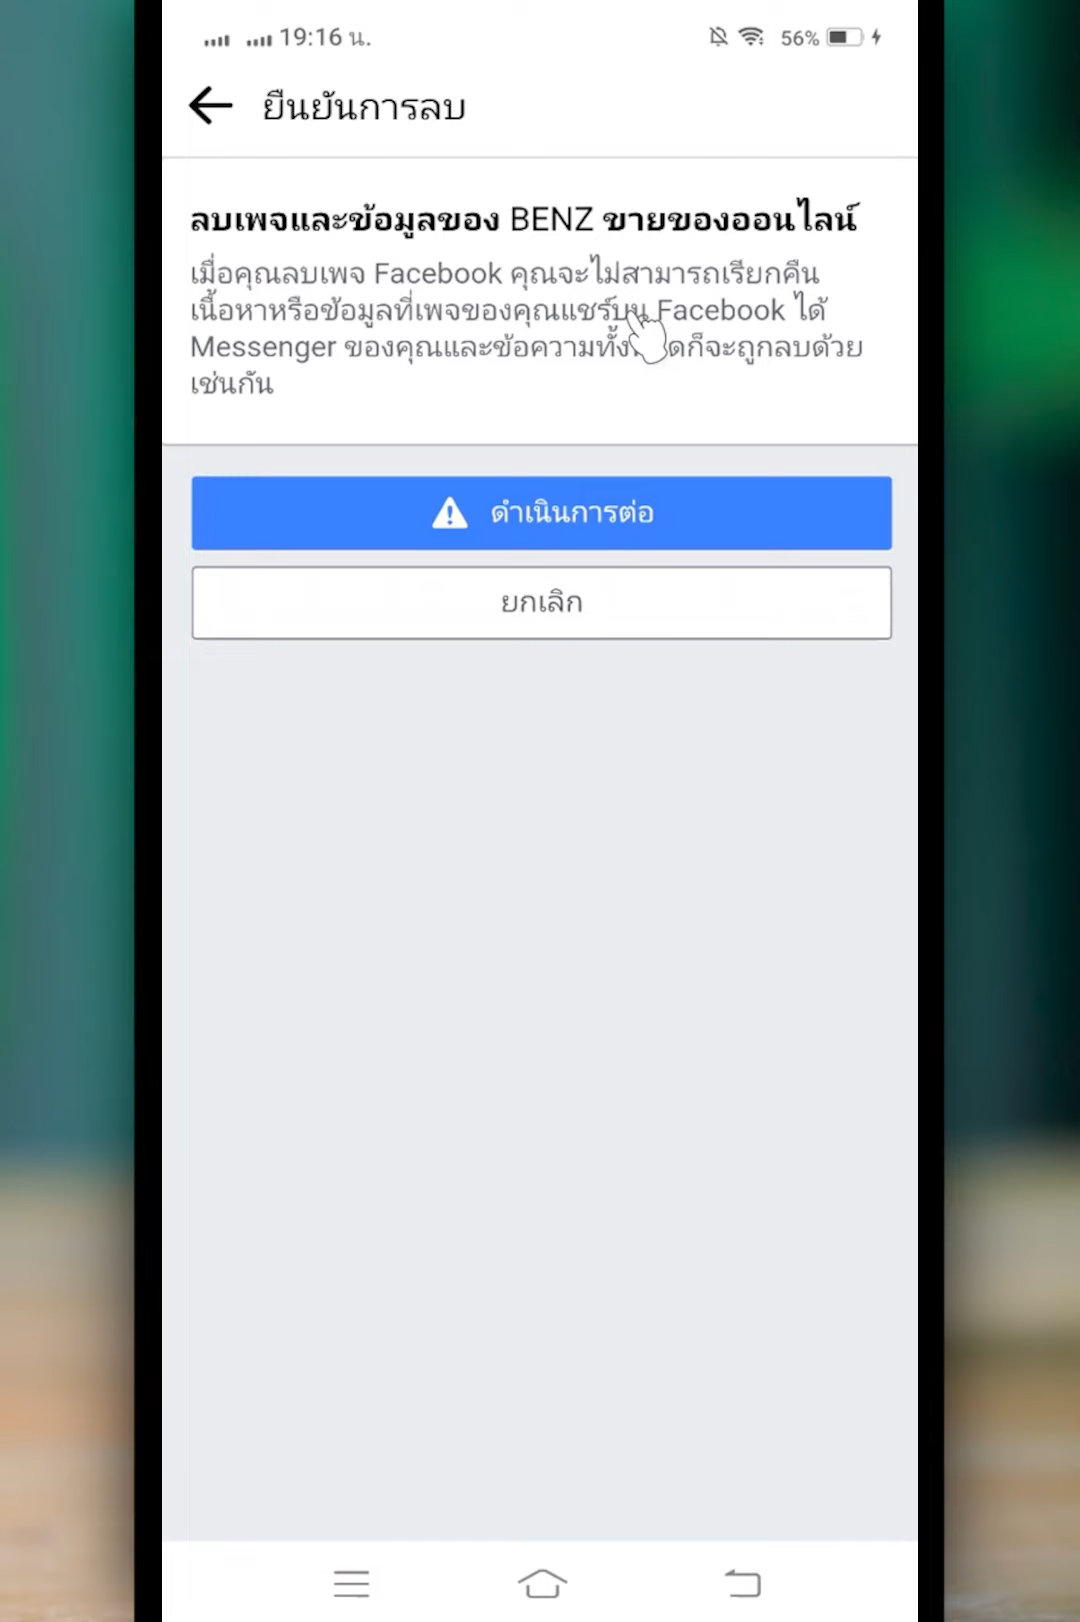 19:16 น. 56%
ยืนยันการลบ
ลบเพจและข้อมูลของ BENZ ขายของออนไลน์
เมื่อคุณลบเพจ Facebook คุณจะไม่สามารถเรียกคืน
เนื้อหาหรือข้อมูลที่เพจของคุณแชร์บน Facebook ได้
Messenger ของคุณและข้อความทั้งหมดก็จะถูกลบด้วย
เช่นกัน
ดำเนินการต่อ
ยกเลิก